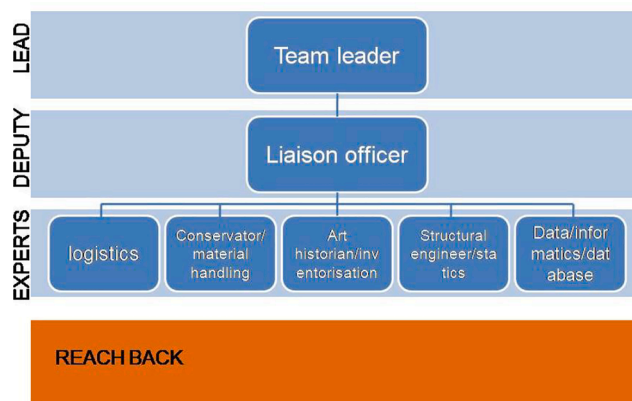 LEAD
Team leader
DEPUTY
Liaison officer
EXPERTS
logistics
Conservator/
material
handling
Art
historian/inv
entorisation
Structural
engineer/sta
tics
Data/infor
matics/dat
abase
REACH BACK